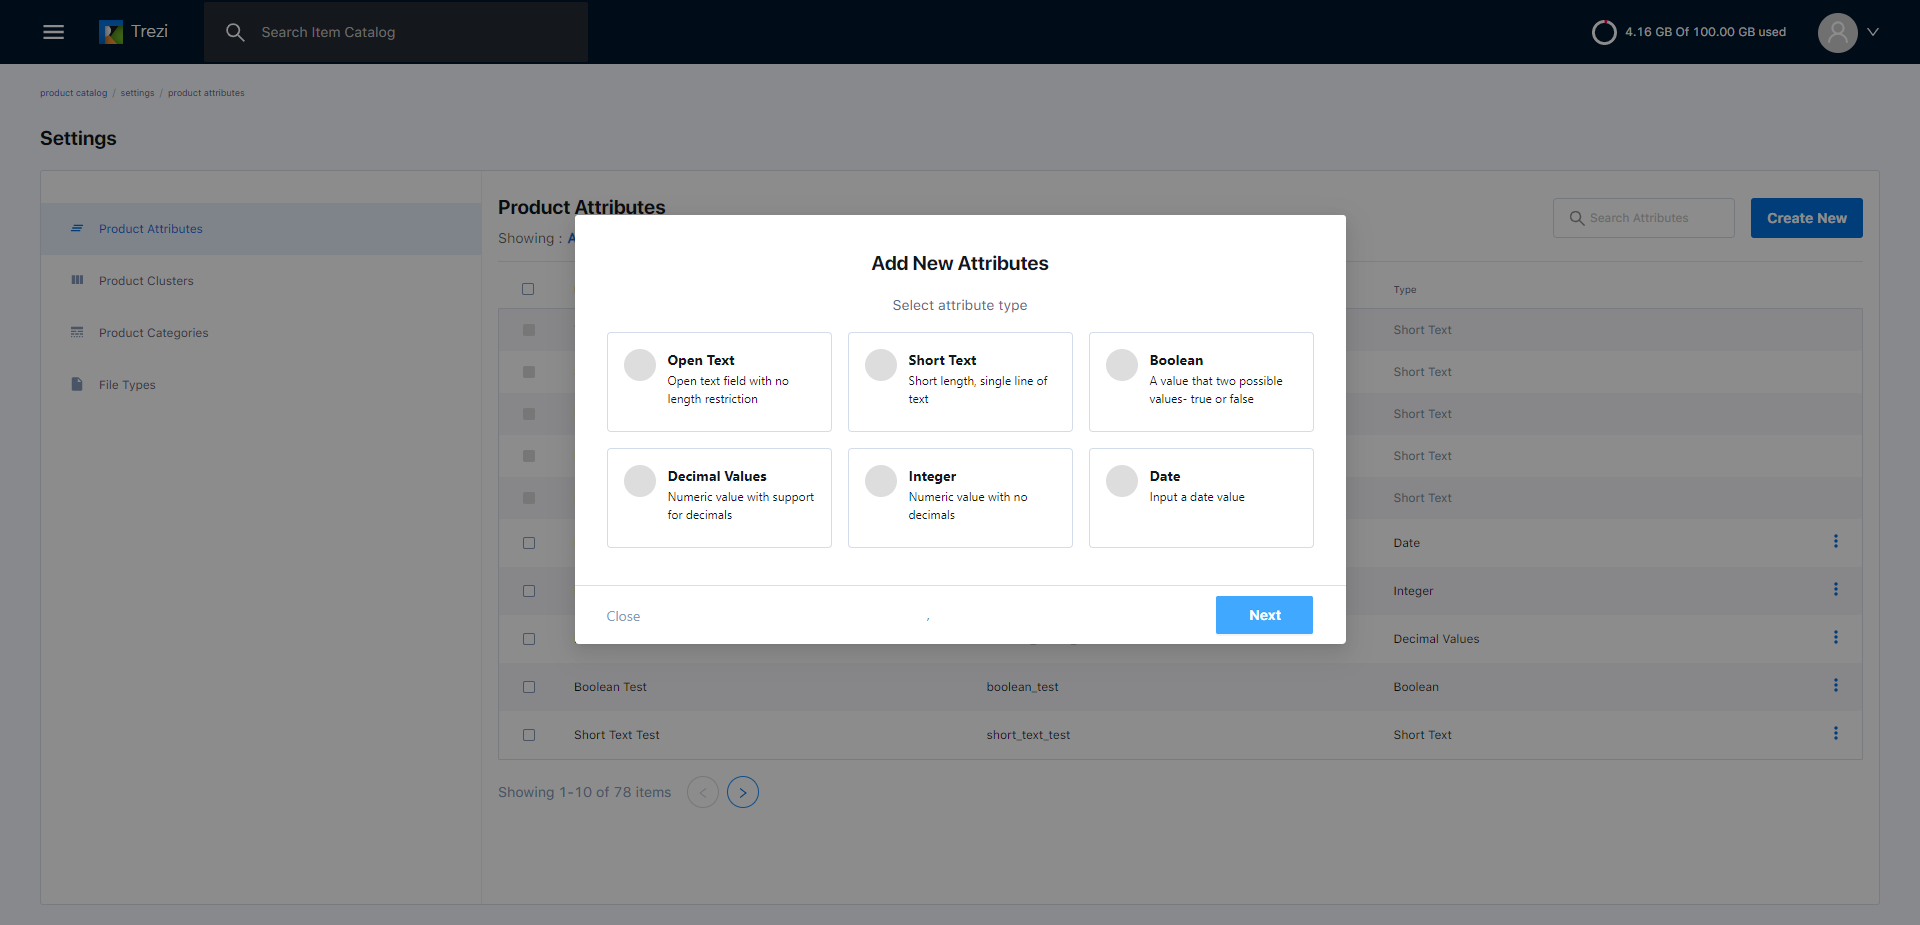 Trezi
Search Item Catalog
4.16 GB Of 100.00 GB used
product catalog / settings / product attributes
Settings
Product Attributes
Product Clusters
Product Categories
File Types
Product Attributes
Showing : A
Search Attributes
Create New
Type
Short Text
Short Text
Short Text
Short Text
Short Text
Date
Integer
Decimal Values
Boolean Test boolean_test Boolean
Short Text Test short_text_test Short Text
Showing 1-10 of 78 items
Add New Attributes
Select attribute type
Open Text
Open text field with no
length restriction
Short Text
Short length, single line of
text
Boolean
A value that two possible
values- true or false
Decimal Values
Numeric value with support
for decimals
Integer
Numeric value with no
decimals
Date
Input a date value
Close
,
Next